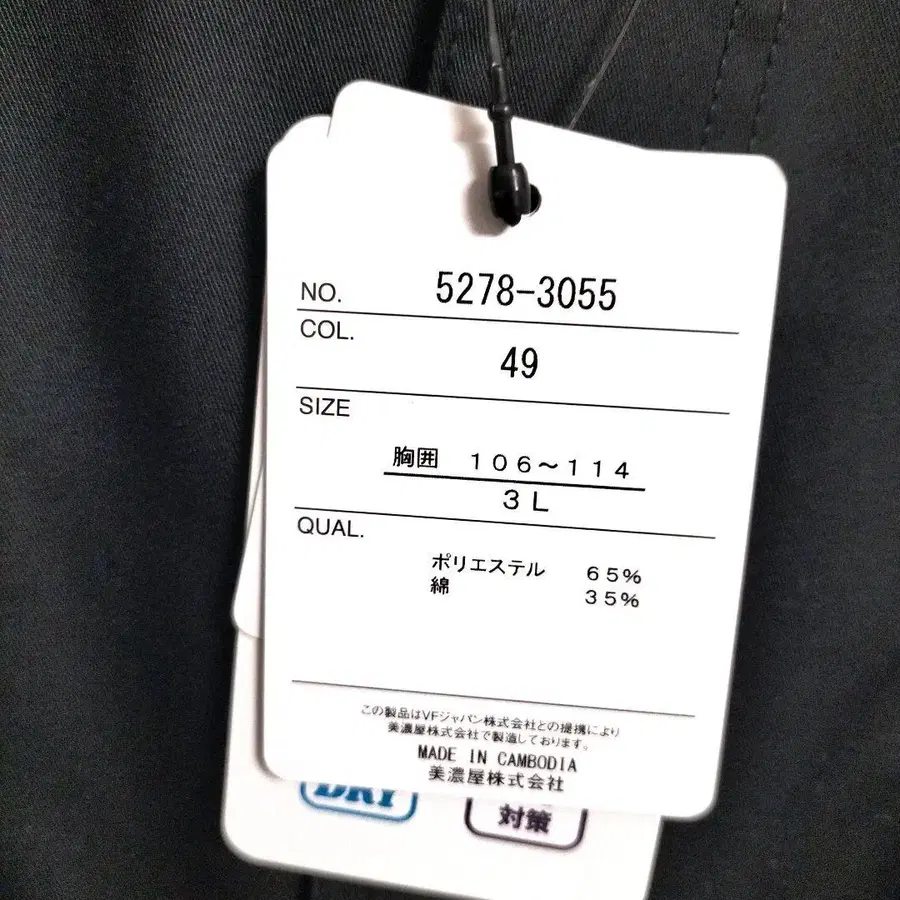 NO. 5278-3055
COL.
49
SIZE
胸囲 106～114
3L
QUAL.
ポリエステル 65%
綿 35%
この製品はVFジャパン株式会社との提携により
美濃屋株式会社で製造しております。
MADE IN CAMBODIA
美濃屋株式会社
DRY
対策